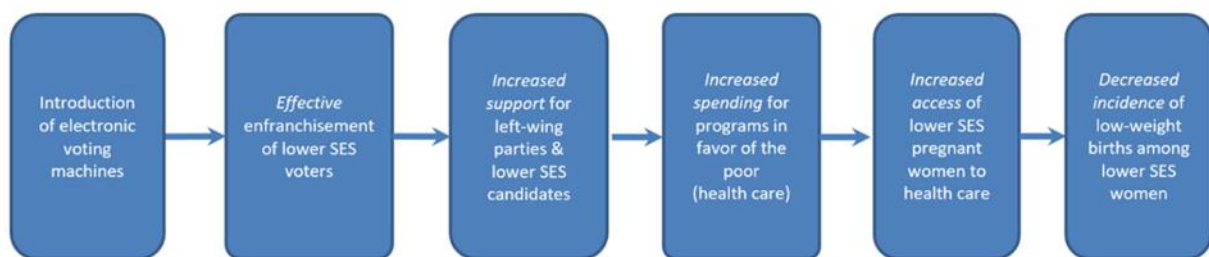 Introduction
of electronic
voting
machines
Effective
enfranchisement
of lower SES
voters
Increased
support for
left-wing
parties &
lower SES
candidates
Increased
spending for
programs in
favor of the
poor
(health care)
Increased
access of
lower SES
pregnant
women to
health care
Decreased
incidence of
low-weight
births among
lower SES
women